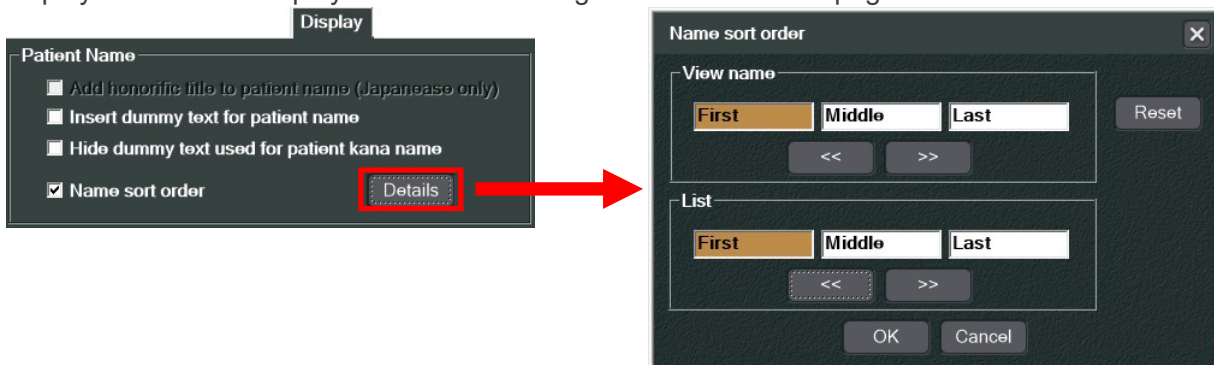 Display
Patient Name
Add honorific title to patient name (Japanease only)
Insert dummy text for patient name
Hide dummy text used for patient kana name
Name sort order
Details
Name sort order
View name
First Middle Last
<< >>
Reset
List
First Middle Last
<< >>
OK Cancel